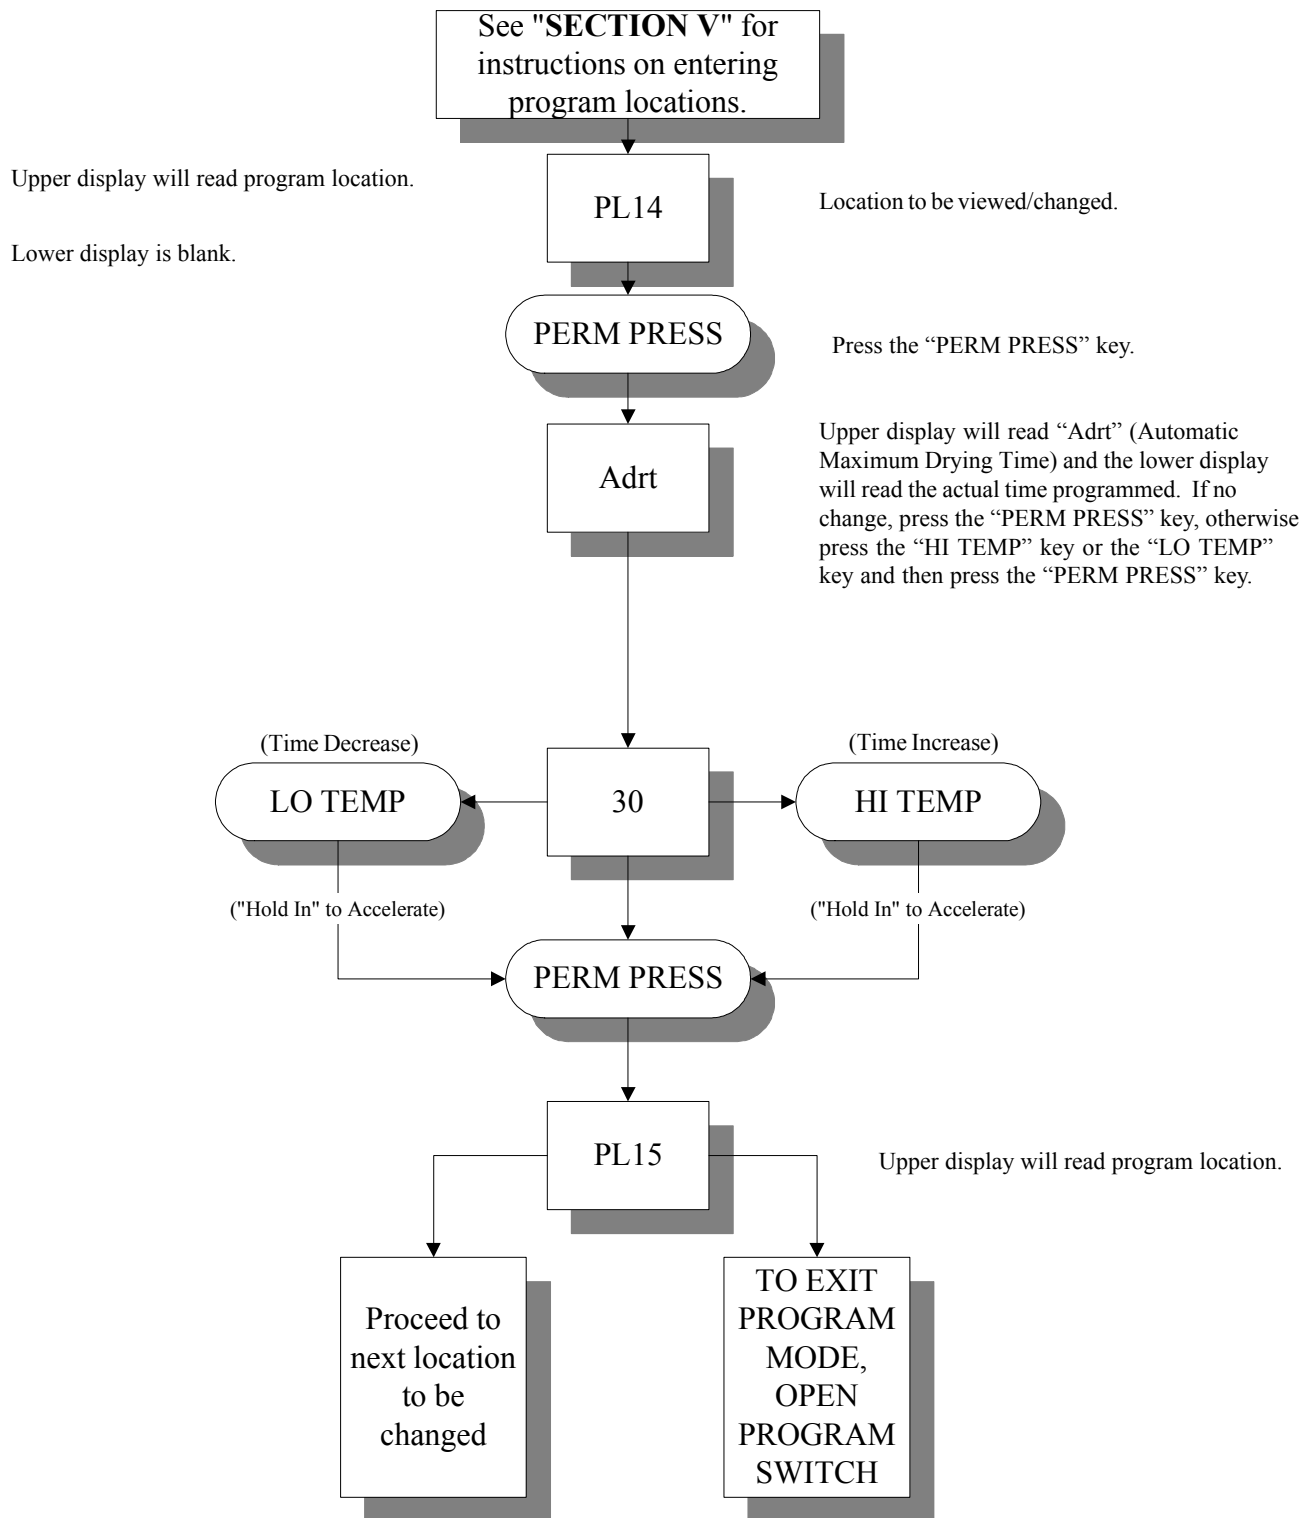 See "SECTION V" for
instructions on entering
program locations.
Upper display will read program location.
PL14
Location to be viewed/changed.
Lower display is blank.
PERM PRESS
Press the “PERM PRESS” key.
Adrt
Upper display will read “Adrt” (Automatic
Maximum Drying Time) and the lower display
will read the actual time programmed. If no
change, press the “PERM PRESS” key, otherwise
press the “HI TEMP” key or the “LO TEMP”
key and then press the “PERM PRESS” key.
(Time Decrease)
(Time Increase)
LO TEMP
30
HI TEMP
("Hold In" to Accelerate)
("Hold In" to Accelerate)
PERM PRESS
PL15
Upper display will read program location.
Proceed to
next location
to be
changed
TO EXIT
PROGRAM
MODE,
OPEN
PROGRAM
SWITCH